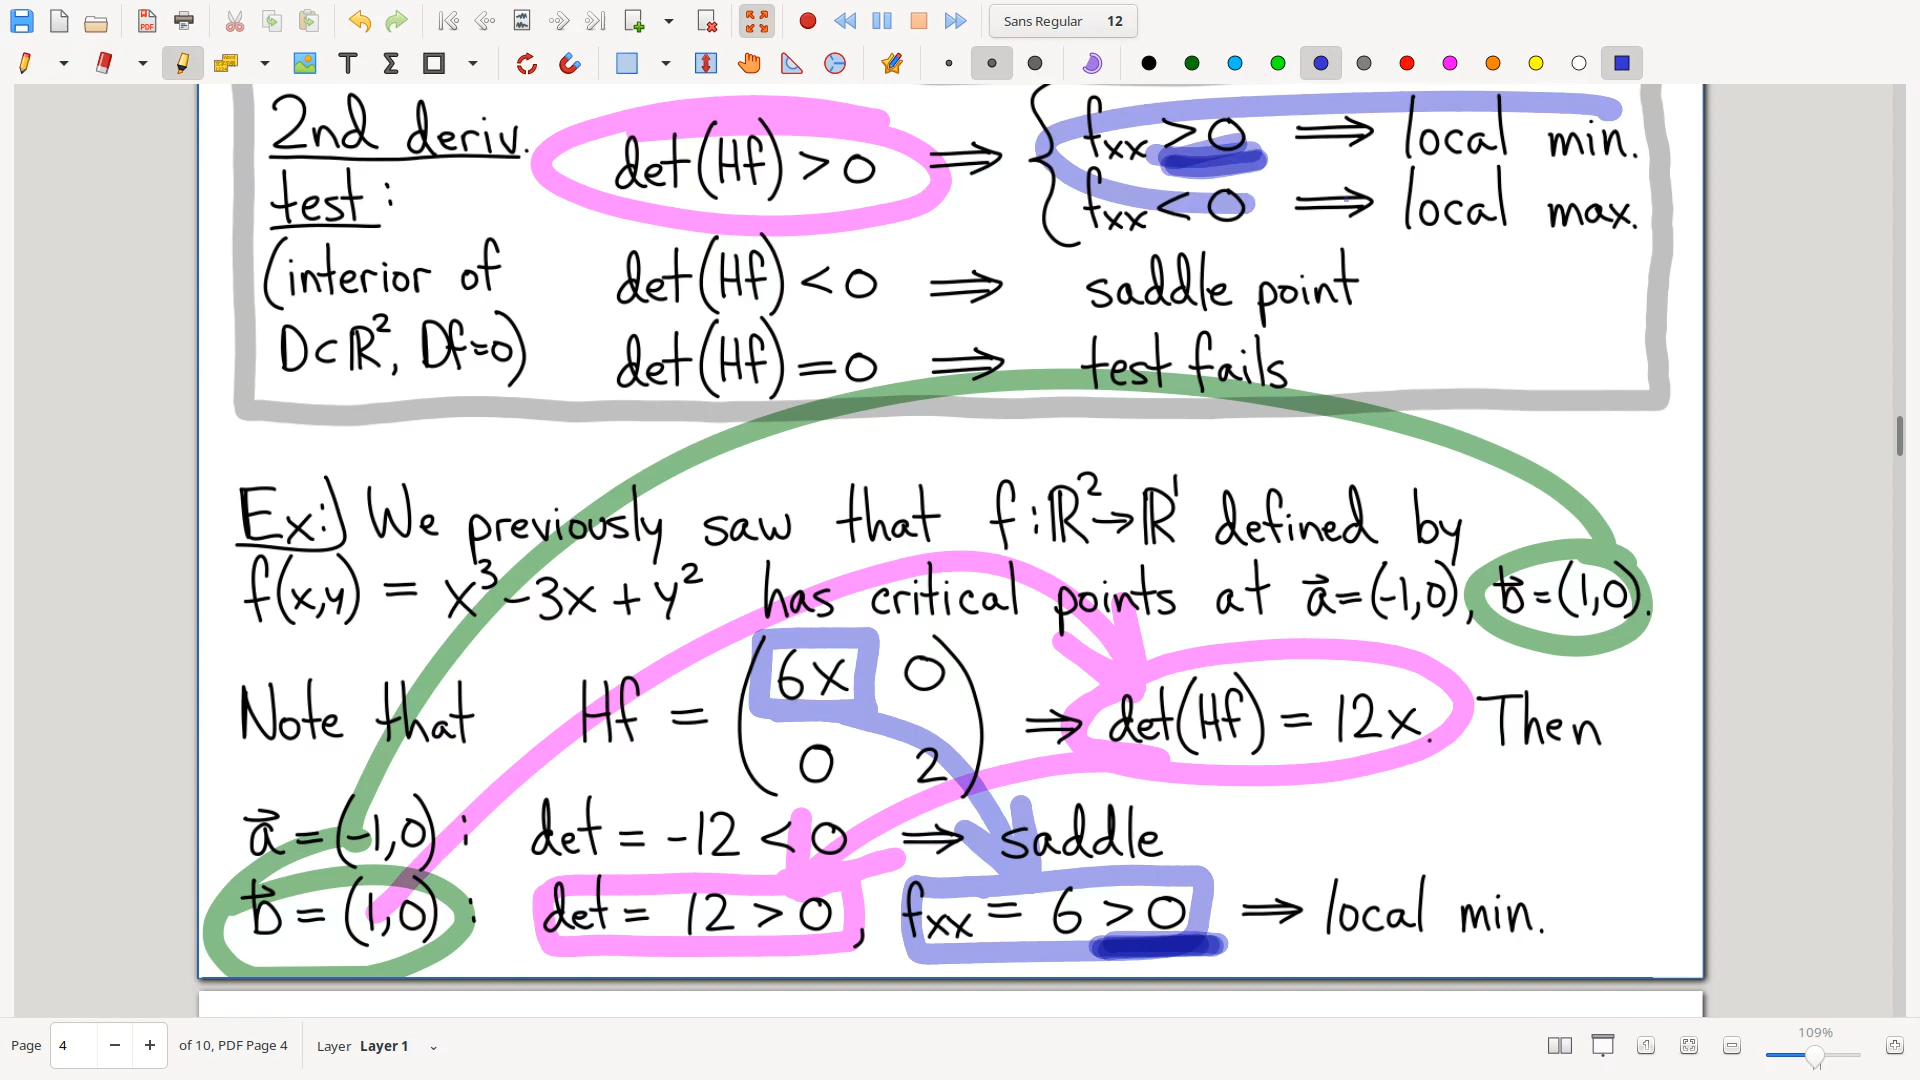 Sans Regular 12
2nd deriv. test: (interior of D⊂ℝ², Df=0)
det(Hf) > 0 ⟹ { fxx > 0 ⟹ local min.
fxx < 0 ⟹ local max.
det(Hf) < 0 ⟹ saddle point
det(Hf) = 0 ⟹ test fails
Ex:) We previously saw that f:ℝ²→ℝ¹ defined by
f(x,y) = x³ - 3x + y² has critical points at a⃗=(-1,0), b⃗=(1,0).
Note that Hf = (6x 0
0 2) ⟹ det(Hf) = 12x. Then
a⃗ = (-1,0): det = -12 < 0 ⟹ saddle
b⃗ = (1,0): det = 12 > 0, fxx = 6 > 0 ⟹ local min.
Page 4 of 10, PDF Page 4 Layer Layer 1 109%